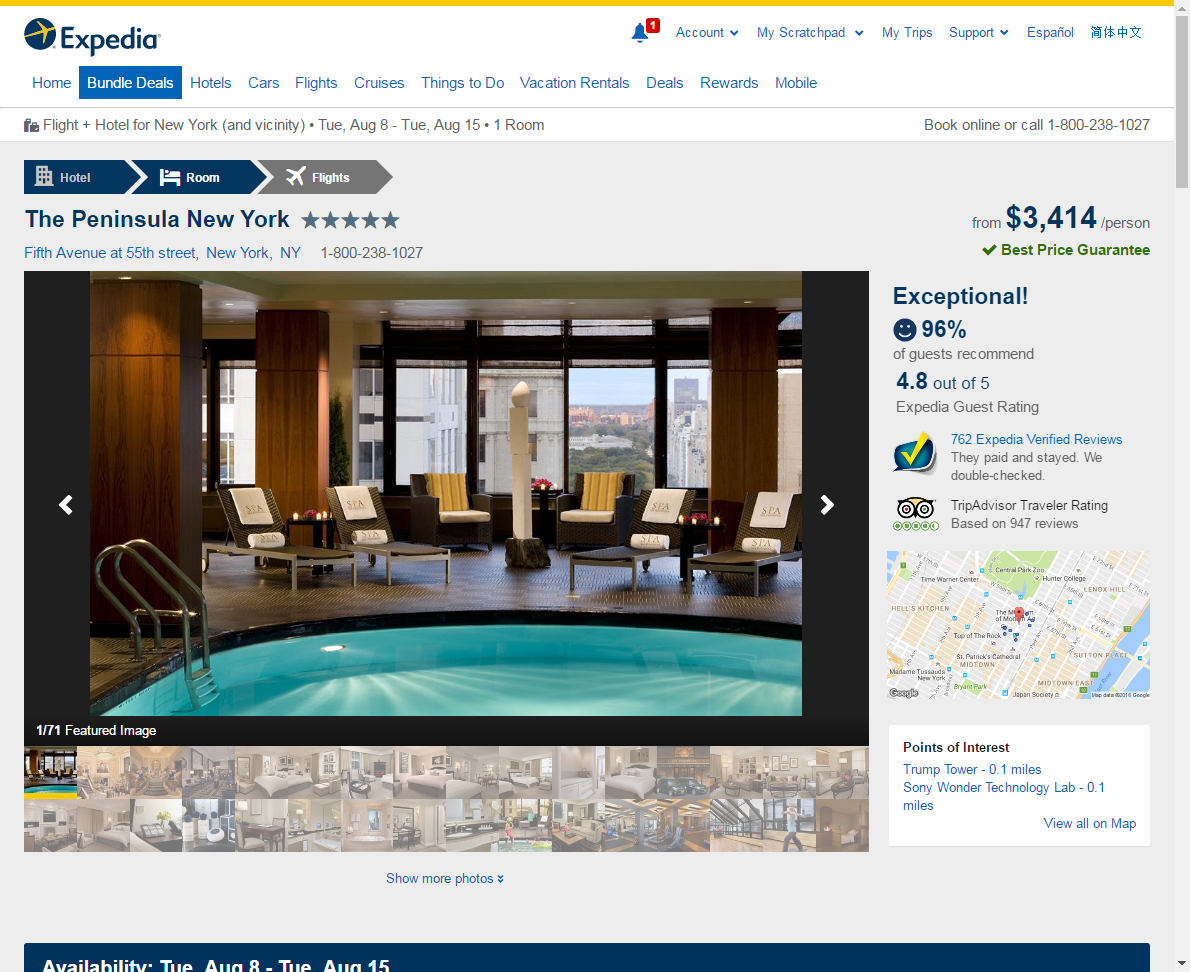 Expedia
1
Account
My Scratchpad
My Trips
Support
Español
简体中文
Home
Bundle Deals
Hotels
Cars
Flights
Cruises
Things to Do
Vacation Rentals
Deals
Rewards
Mobile
Flight + Hotel for New York (and vicinity) • Tue, Aug 8 - Tue, Aug 15 • 1 Room
Book online or call 1-800-238-1027
Hotel
Room
Flights
The Peninsula New York
from $3,414 /person
Fifth Avenue at 55th street, New York, NY 1-800-238-1027
Best Price Guarantee
SPA
SPA
SPA
SPA
SPA
SPA
SPA
SPA
1/71 Featured Image
Show more photos
Exceptional!
96%
of guests recommend
4.8 out of 5
Expedia Guest Rating
762 Expedia Verified Reviews
They paid and stayed. We
double-checked.
TripAdvisor Traveler Rating
Based on 947 reviews
Central Park Zoo
Time Warner Center
Hunter College
LENOX HILL
HELL'S KITCHEN
Top of The Rock
St. Patrick's Cathedral
SUTTON PLACE
MIDTOWN
Madame Tussauds
New York
MIDTOWN EAST
Bryant Park
Japan Society
Google
Map data ©2016 Google
Points of Interest
Trump Tower - 0.1 miles
Sony Wonder Technology Lab - 0.1
miles
View all on Map
Availability: Tue, Aug 8 - Tue, Aug 15